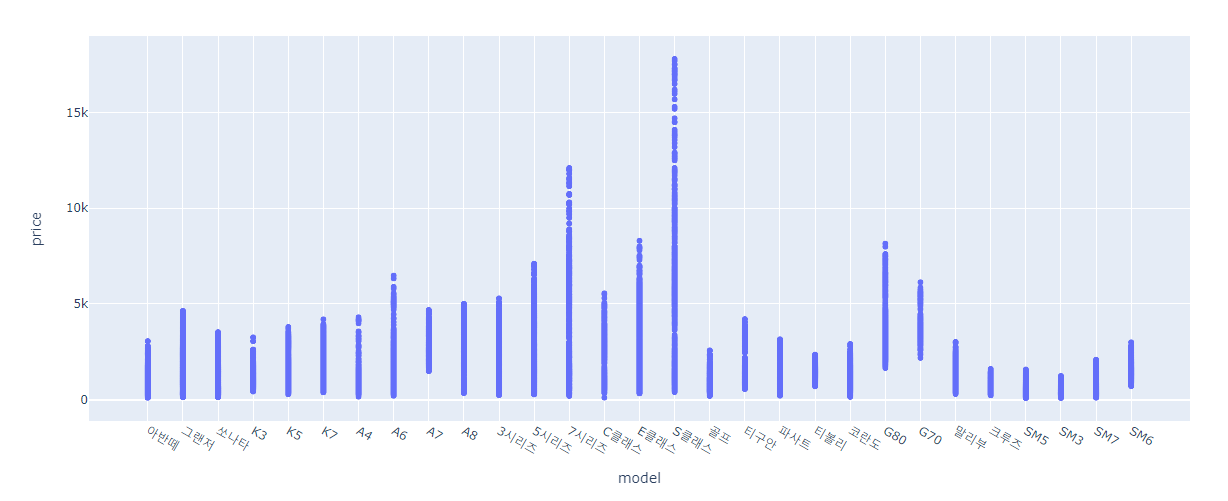 price
15k
10k
5k
0
아반떼
그랜저
쏘나타
K3
K5
K7
A4
A6
A7
A8
3시리즈
5시리즈
7시리즈
C클래스
E클래스
S클래스
골프
티구안
파사트
티볼리
코란도
G80
G70
말리부
크루즈
SM5
SM3
SM7
SM6
model